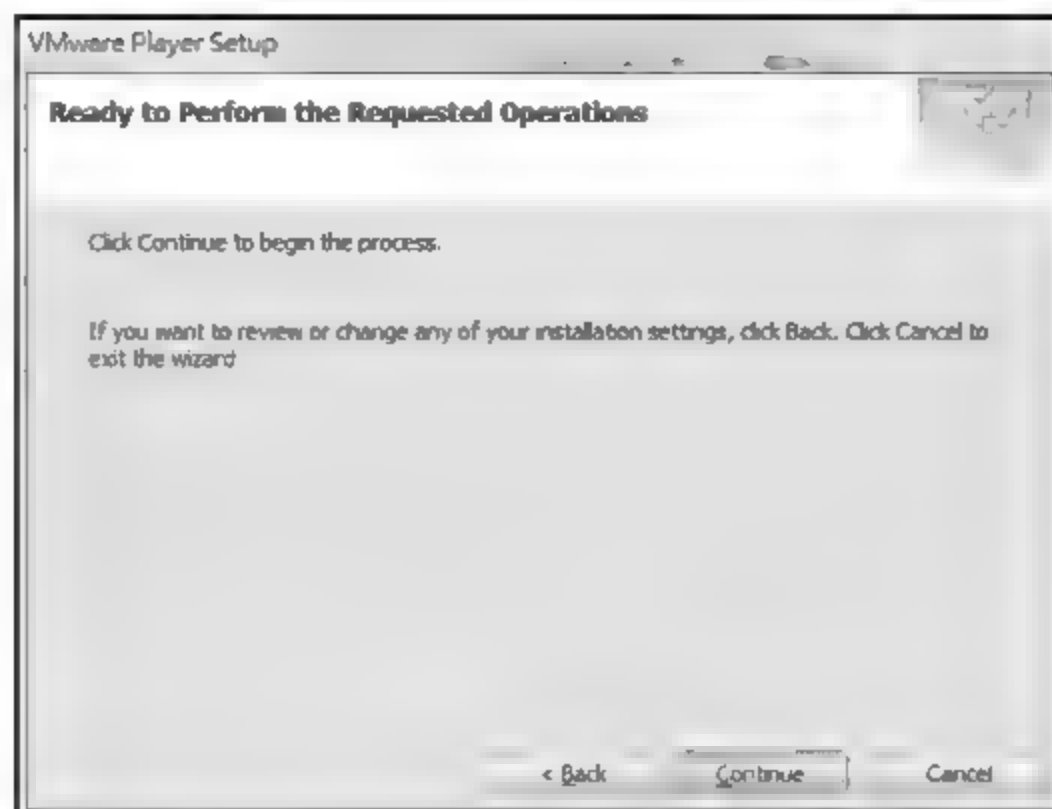 VMware Player Setup
Ready to Perform the Requested Operations
Click Continue to begin the process.
If you want to review or change any of your installation settings, click Back. Click Cancel to
exit the wizard
< Back Continue Cancel